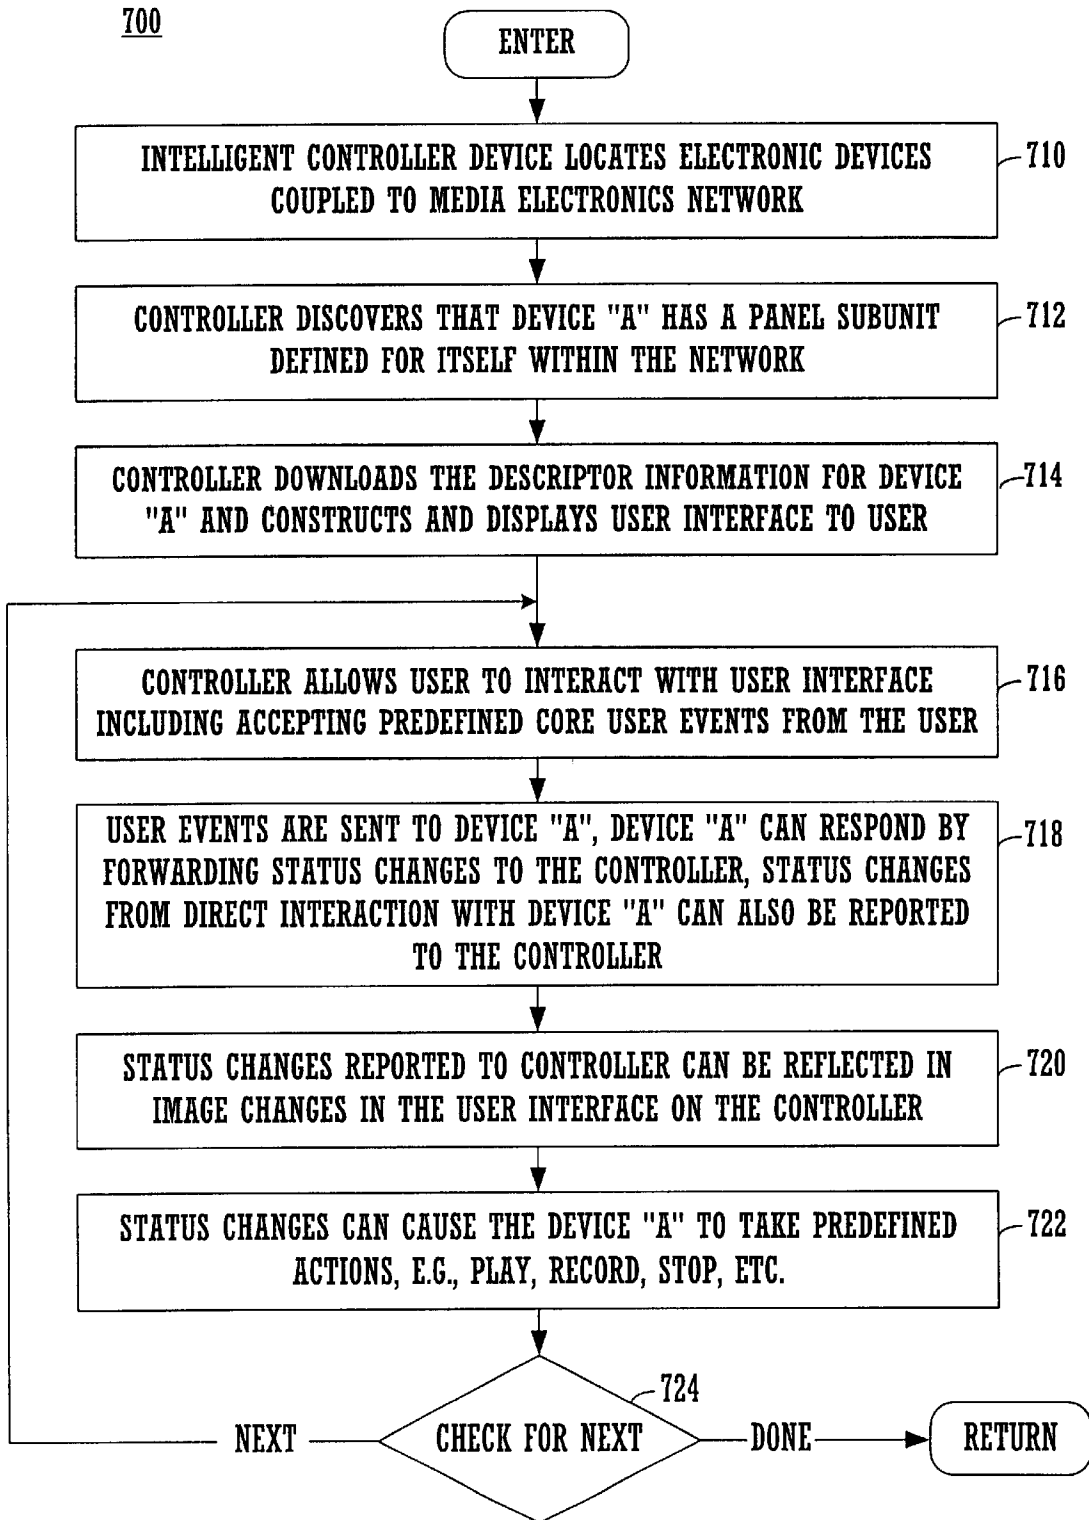 700
ENTER
INTELLIGENT CONTROLLER DEVICE LOCATES ELECTRONIC DEVICES
COUPLED TO MEDIA ELECTRONICS NETWORK
710
CONTROLLER DISCOVERS THAT DEVICE "A" HAS A PANEL SUBUNIT
DEFINED FOR ITSELF WITHIN THE NETWORK
712
CONTROLLER DOWNLOADS THE DESCRIPTOR INFORMATION FOR DEVICE
"A" AND CONSTRUCTS AND DISPLAYS USER INTERFACE TO USER
714
CONTROLLER ALLOWS USER TO INTERACT WITH USER INTERFACE
INCLUDING ACCEPTING PREDEFINED CORE USER EVENTS FROM THE USER
716
USER EVENTS ARE SENT TO DEVICE "A", DEVICE "A" CAN RESPOND BY
FORWARDING STATUS CHANGES TO THE CONTROLLER, STATUS CHANGES
FROM DIRECT INTERACTION WITH DEVICE "A" CAN ALSO BE REPORTED
TO THE CONTROLLER
718
STATUS CHANGES REPORTED TO CONTROLLER CAN BE REFLECTED IN
IMAGE CHANGES IN THE USER INTERFACE ON THE CONTROLLER
720
STATUS CHANGES CAN CAUSE THE DEVICE "A" TO TAKE PREDEFINED
ACTIONS, E.G., PLAY, RECORD, STOP, ETC.
722
724
NEXT
CHECK FOR NEXT
DONE
RETURN